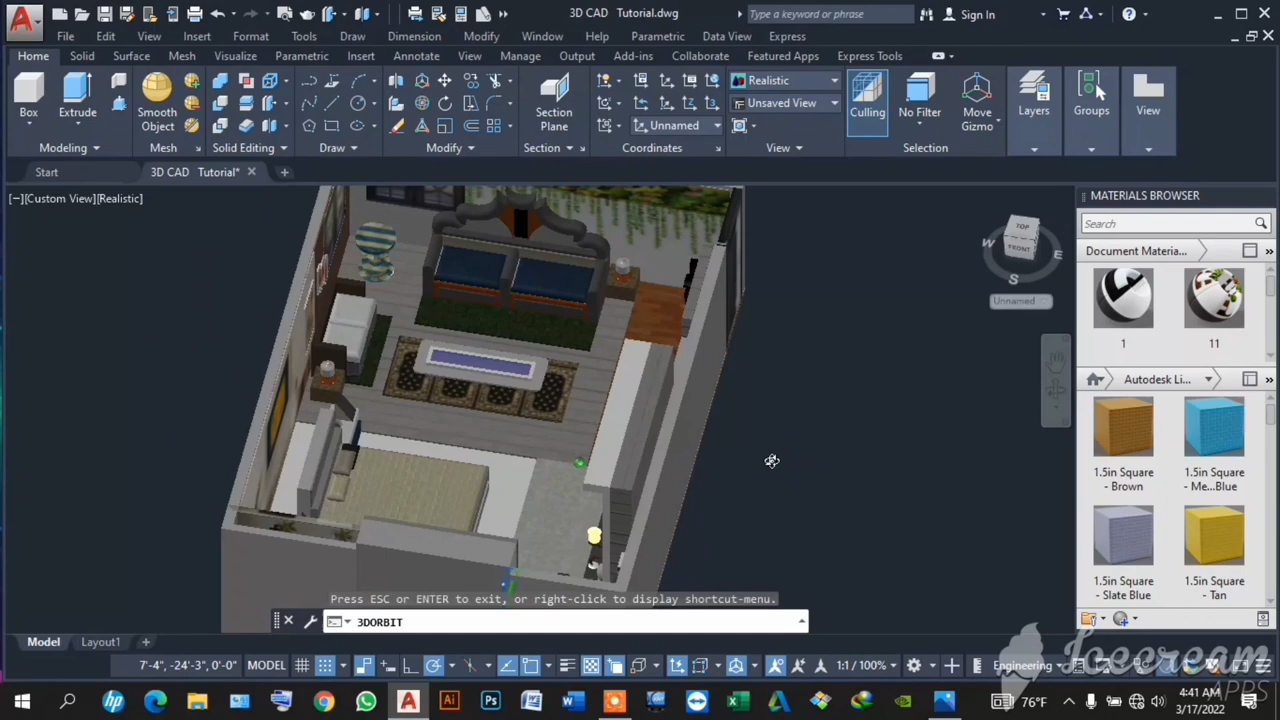 3D CAD Tutorial.dwg
Type a keyword or phrase
Sign In
File Edit View Insert Format Tools Draw Dimension Modify Window Help Parametric Data View Express
Home Solid Surface Mesh Visualize Parametric Insert Annotate View Manage Output Add-ins Collaborate Featured Apps Express Tools
Box
Extrude
Smooth
Object
Section
Plane
Realistic
Unsaved View
Unnamed
Culling
No Filter
Move
Gizmo
Layers
Groups
View
Modeling
Mesh
Solid Editing
Draw
Modify
Section
Coordinates
View
Selection
Start
3D CAD Tutorial*
[−][Custom View][Realistic]
TOP
FRONT
W
E
S
Unnamed
MATERIALS BROWSER
Search
Document Materia...
1
11
Autodesk Li...
1.5in Square
- Brown
1.5in Square
- Me...Blue
1.5in Square
- Slate Blue
1.5in Square
- Tan
Press ESC or ENTER to exit, or right-click to display shortcut-menu.
3DORBIT
Model
Layout1
7'-4", -24'-3", 0'-0"
MODEL
1:1 / 100%
Engineering
Icecream
APPS
76°F
4:41 AM
3/17/2022